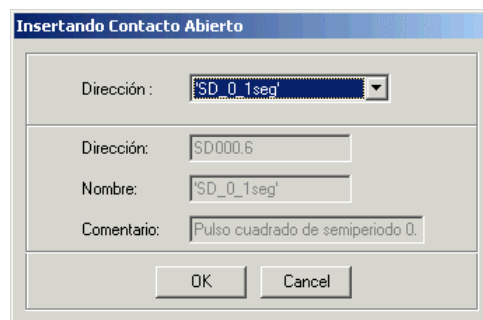 Insertando Contacto Abierto
Dirección : 'SD_0_1seg'
Dirección: SD000.6
Nombre: 'SD_0_1seg'
Comentario: Pulso cuadrado de semiperiodo 0.
OK Cancel